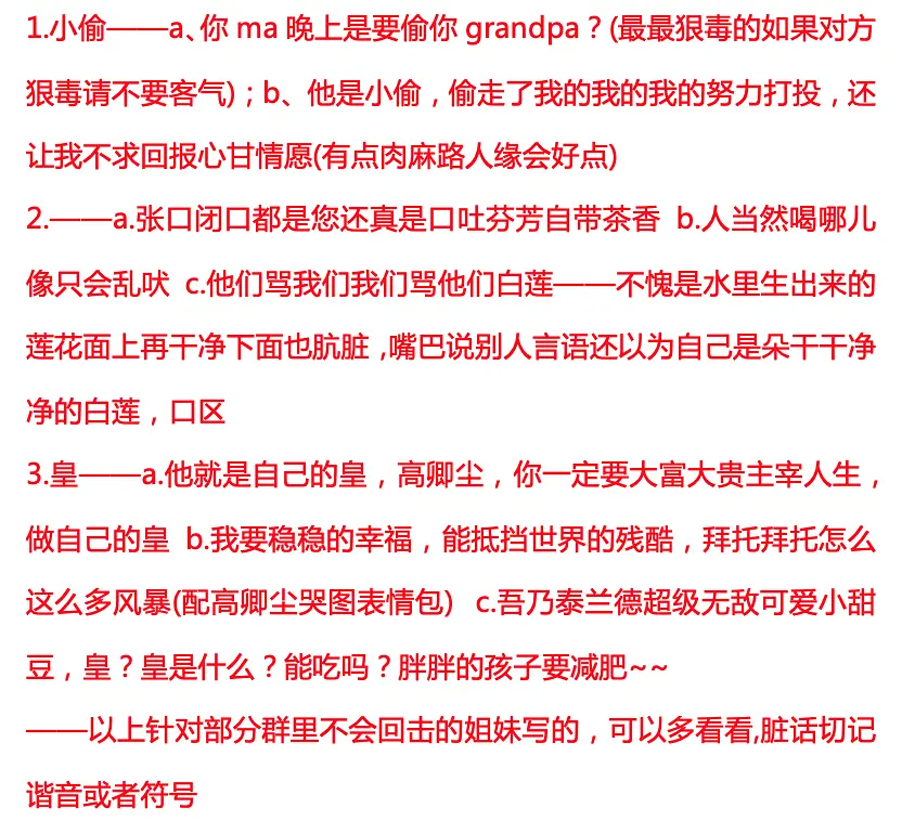 1.小偷——a、你 ma 晚上是要偷你 grandpa？(最最狠毒的如果对方
狠毒请不要客气)；b、他是小偷，偷走了我的我的我的努力打投，还
让我不求回报心甘情愿(有点肉麻路人缘会好点)
2.——a.张口闭口都是您还真是口吐芬芳自带茶香 b.人当然喝哪儿
像只会乱吠 c.他们骂我们我们骂他们白莲——不愧是水里生出来的
莲花面上再干净下面也肮脏,嘴巴说别人言语还以为自己是朵干干净
净的白莲，口区
3.皇——a.他就是自己的皇，高卿尘，你一定要大富大贵主宰人生，
做自己的皇 b.我要稳稳的幸福，能抵挡世界的残酷，拜托拜托怎么
这么多风暴(配高卿尘哭图表情包) c.吾乃泰兰德超级无敌可爱小甜
豆，皇？皇是什么？能吃吗？胖胖的孩子要减肥~~
——以上针对部分群里不会回击的姐妹写的，可以多看看,脏话切记
谐音或者符号